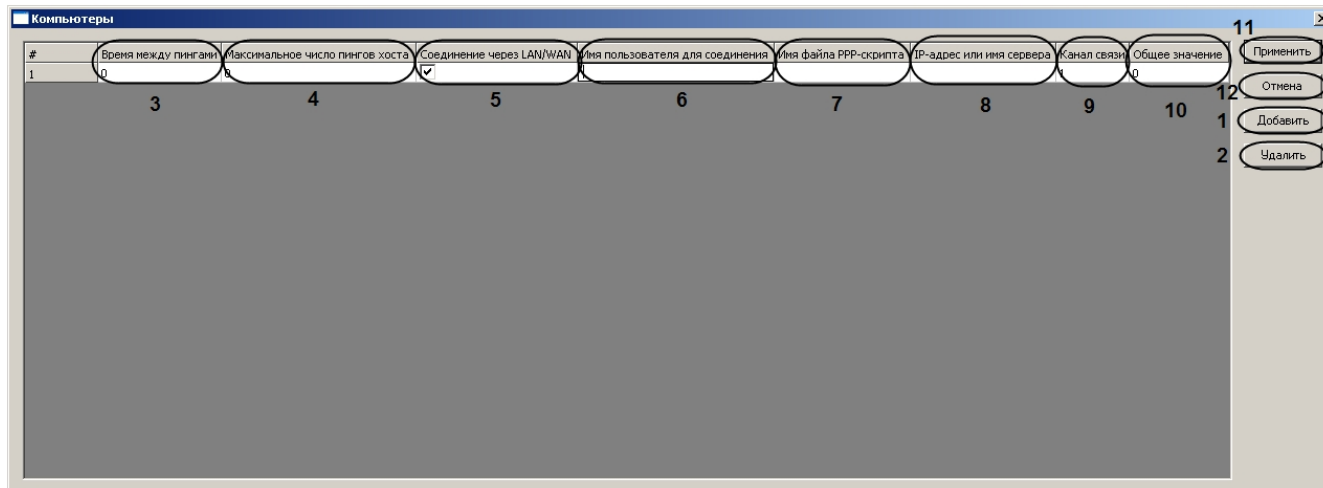 Компьютеры
11
# Время между пингами Максимальное число пингов хоста Соединение через LAN/WAN Имя пользователя для соединения Имя файла PPP-скрипта IP-адрес или имя сервера Канал связи Общее значение Применить
1 0 0 1 0
3 4 5 6 7 8 9 10
12 Отмена
1 Добавить
2 Удалить